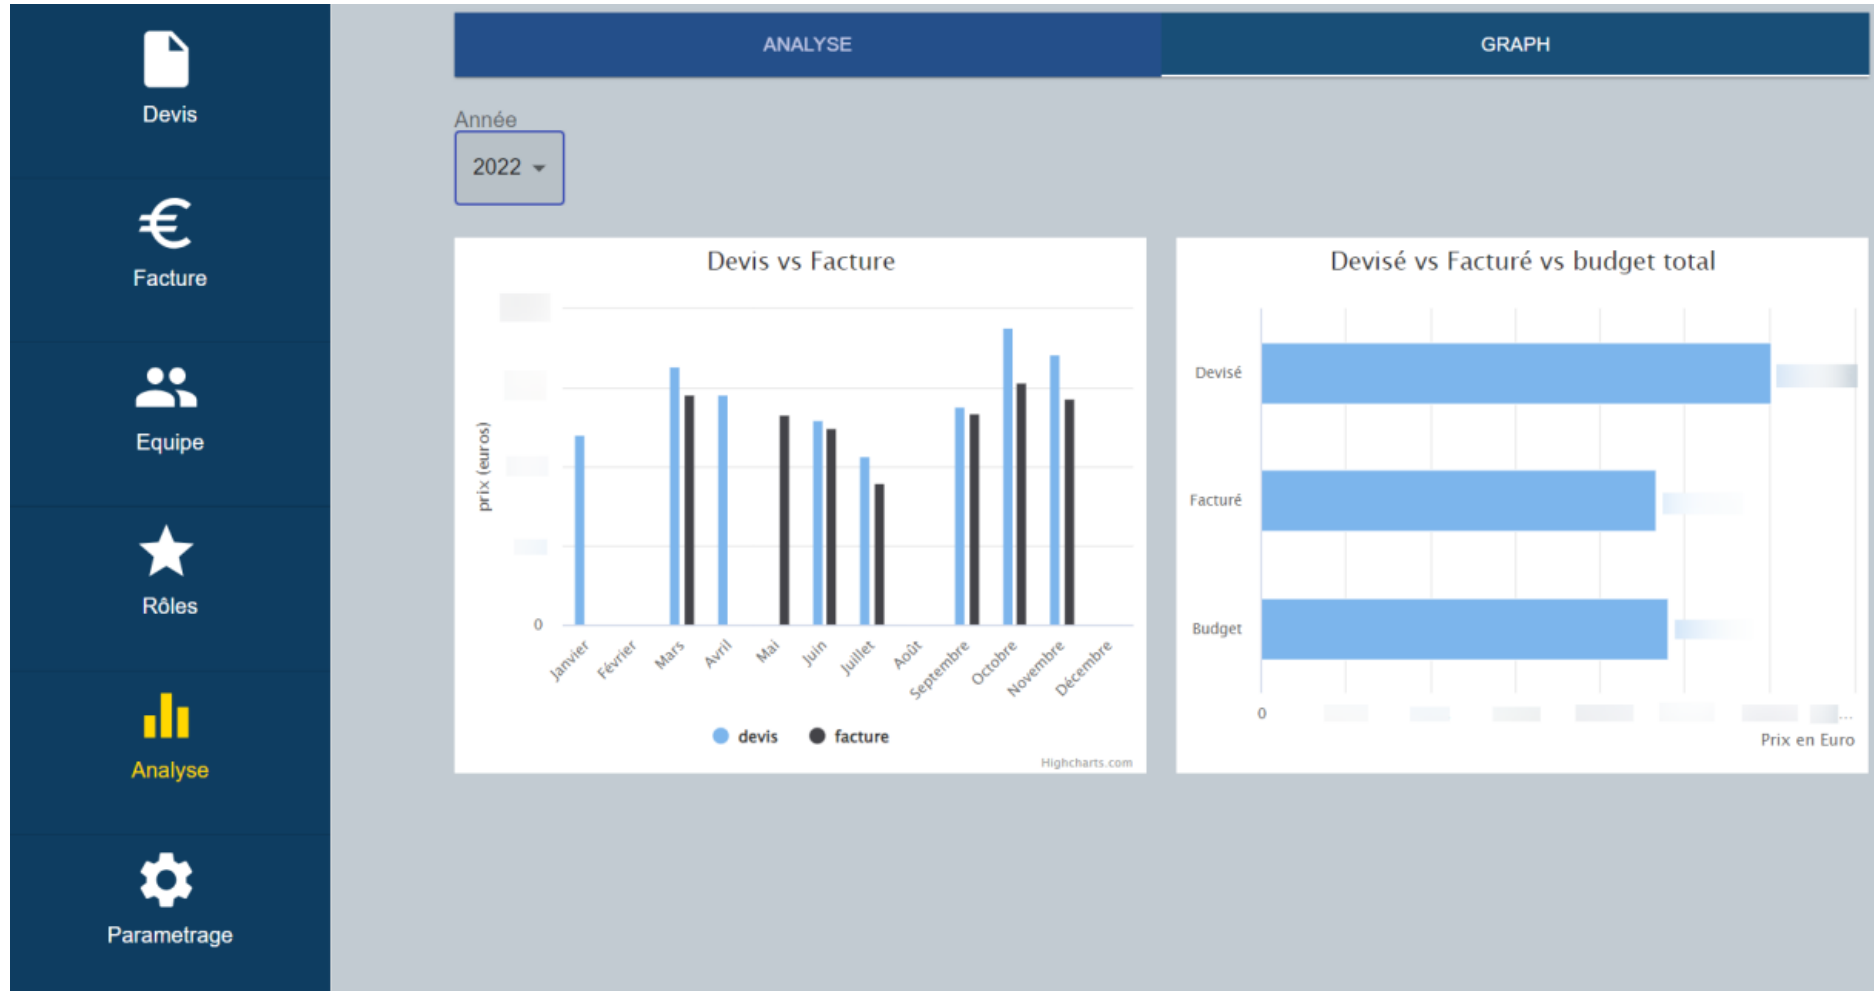 Devis
Facture
Equipe
Rôles
Analyse
Parametrage
ANALYSE
GRAPH
Année
2022
Devis vs Facture
prix (euros)
0
Janvier
Février
Mars
Avril
Mai
Juin
Juillet
Août
Septembre
Octobre
Novembre
Décembre
devis
facture
Highcharts.com
Devisé vs Facturé vs budget total
Devisé
Facturé
Budget
0
...
Prix en Euro